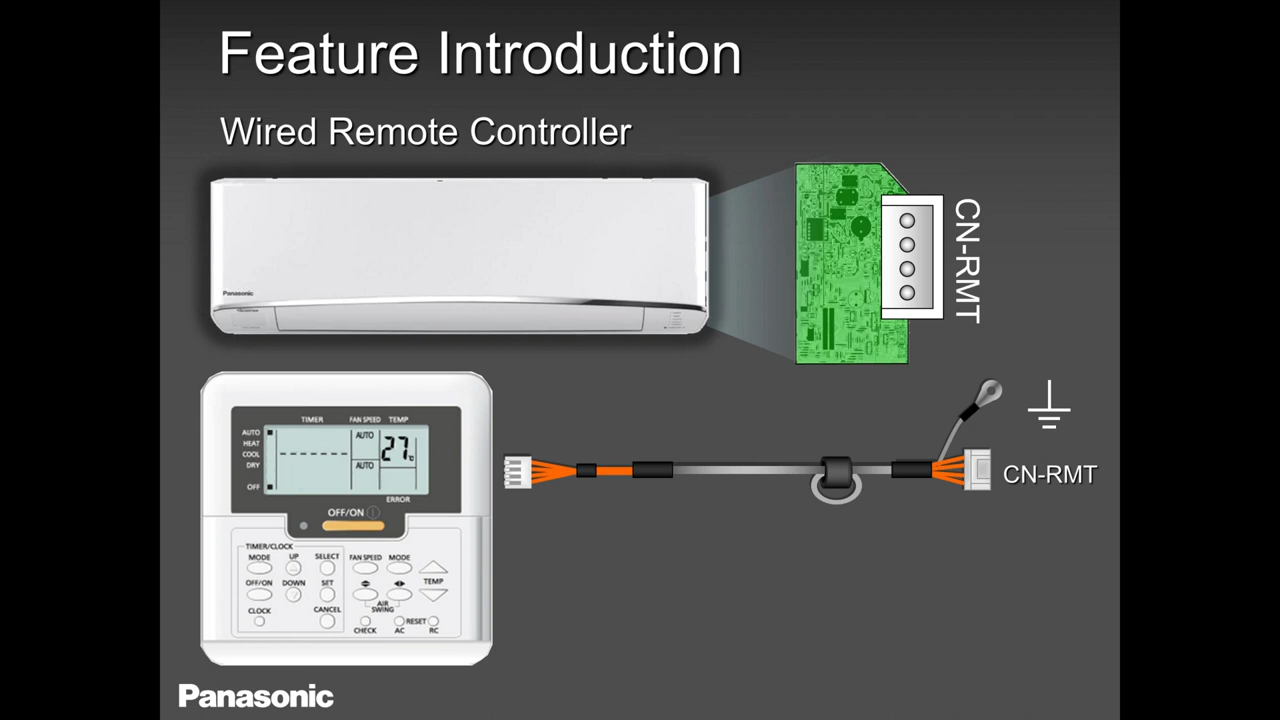 Feature Introduction
Wired Remote Controller
CN-RMT
Panasonic
TIMER FAN SPEED TEMP
AUTO
HEAT
COOL
DRY
OFF
AUTO
27°C
AUTO
ERROR
OFF/ON
TIMER/CLOCK
MODE UP SELECT FAN SPEED MODE
OFF/ON DOWN SET TEMP
AIR
SWING
CLOCK CANCEL RESET
CHECK AC RC
CN-RMT
Panasonic